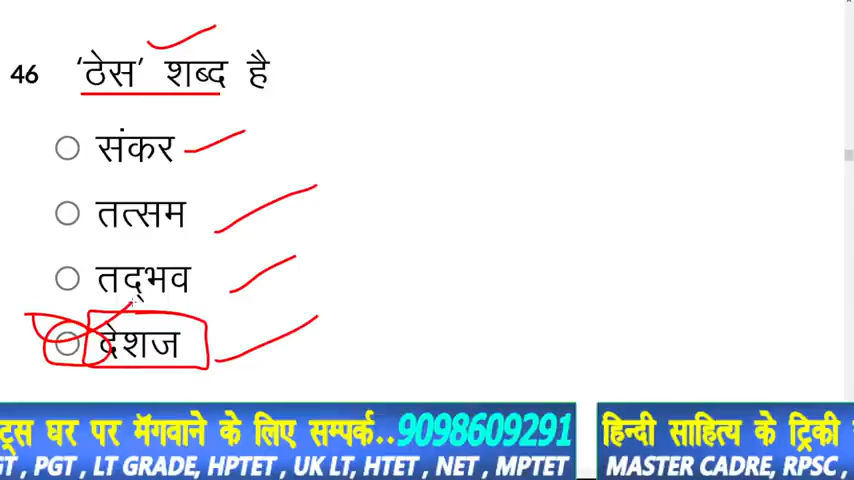 46 'ठेस' शब्द है
संकर
तत्सम
तद्भव
देशज
ट्स घर पर मॅगवाने के लिए सम्पर्क..9098609291
GT , PGT , LT GRADE, HPTET , UK LT, HTET , NET , MPTET
हिन्दी साहित्य के ट्रिकी
MASTER CADRE, RPSC ,